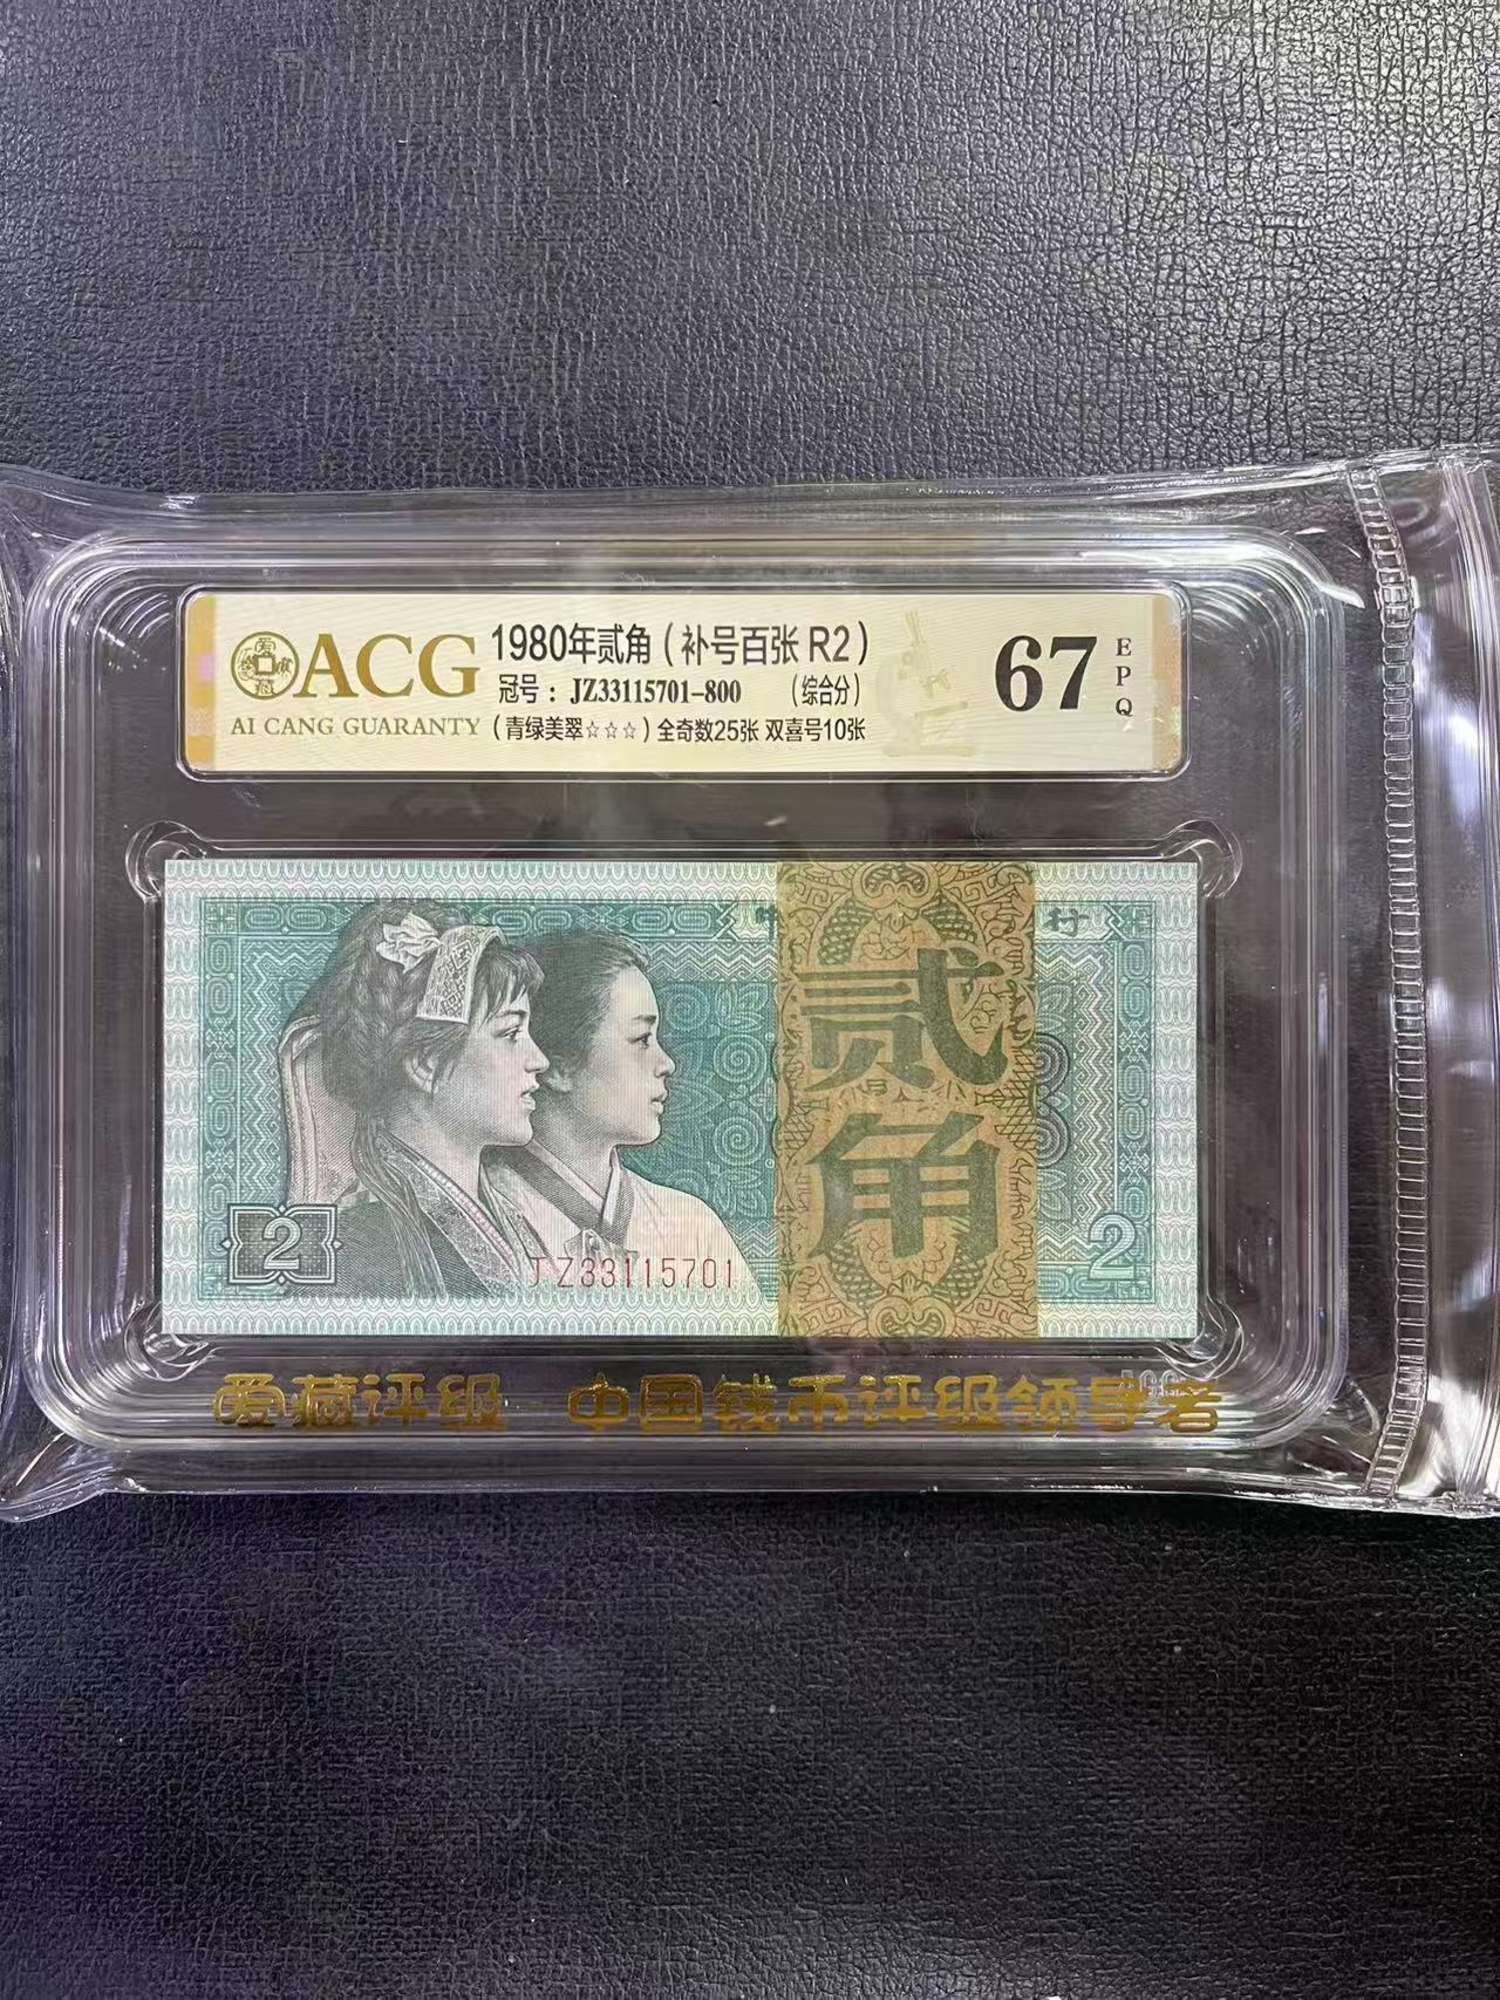 ACG
AI CANG GUARANTY
1980年贰角（补号百张 R2）
冠号： JZ33115701-800 （综合分）
（青绿美翠☆☆☆）全奇数25张 双喜号10张
67
EPQ
行
贰角
2
JZ33115701
2
爱藏评级 中国钱币评级领导者